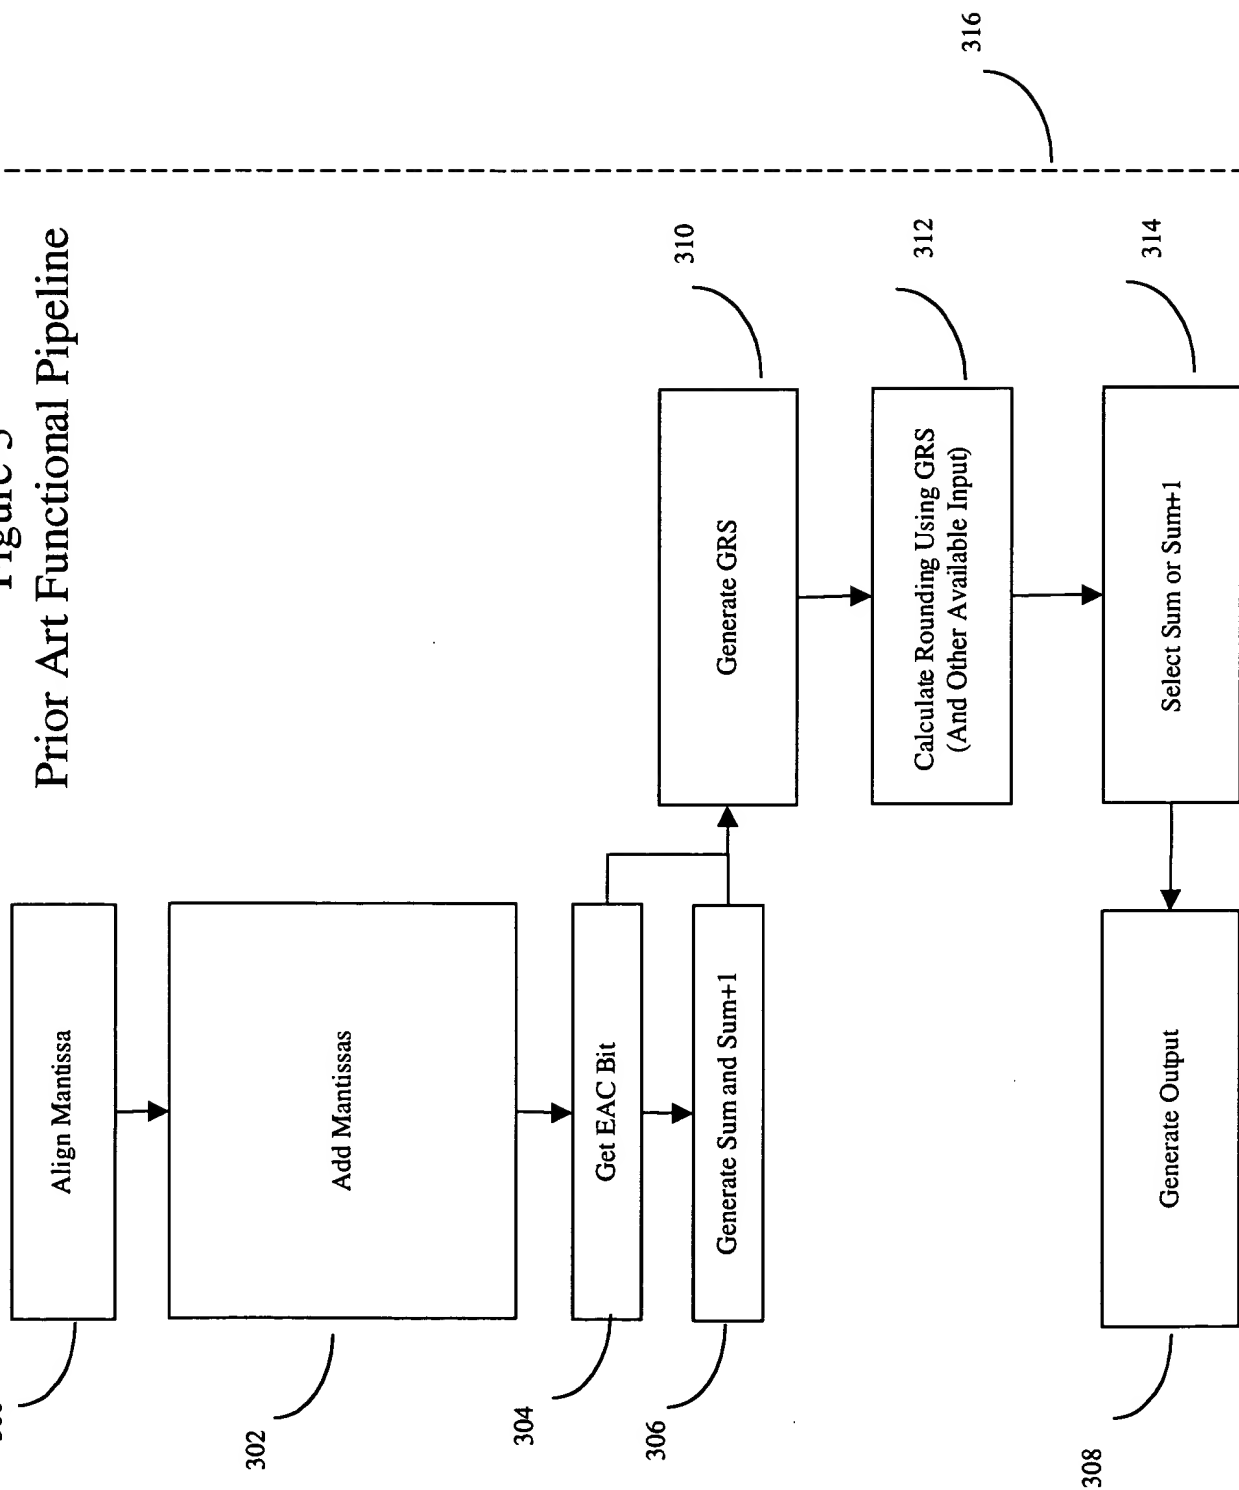 Figure 3
Prior Art Functional Pipeline
Align Mantissa
302
Add Mantissas
304
Get EAC Bit
306
Generate Sum and Sum+1
310
Generate GRS
312
Calculate Rounding Using GRS
(And Other Available Input)
314
Select Sum or Sum+1
308
Generate Output
316